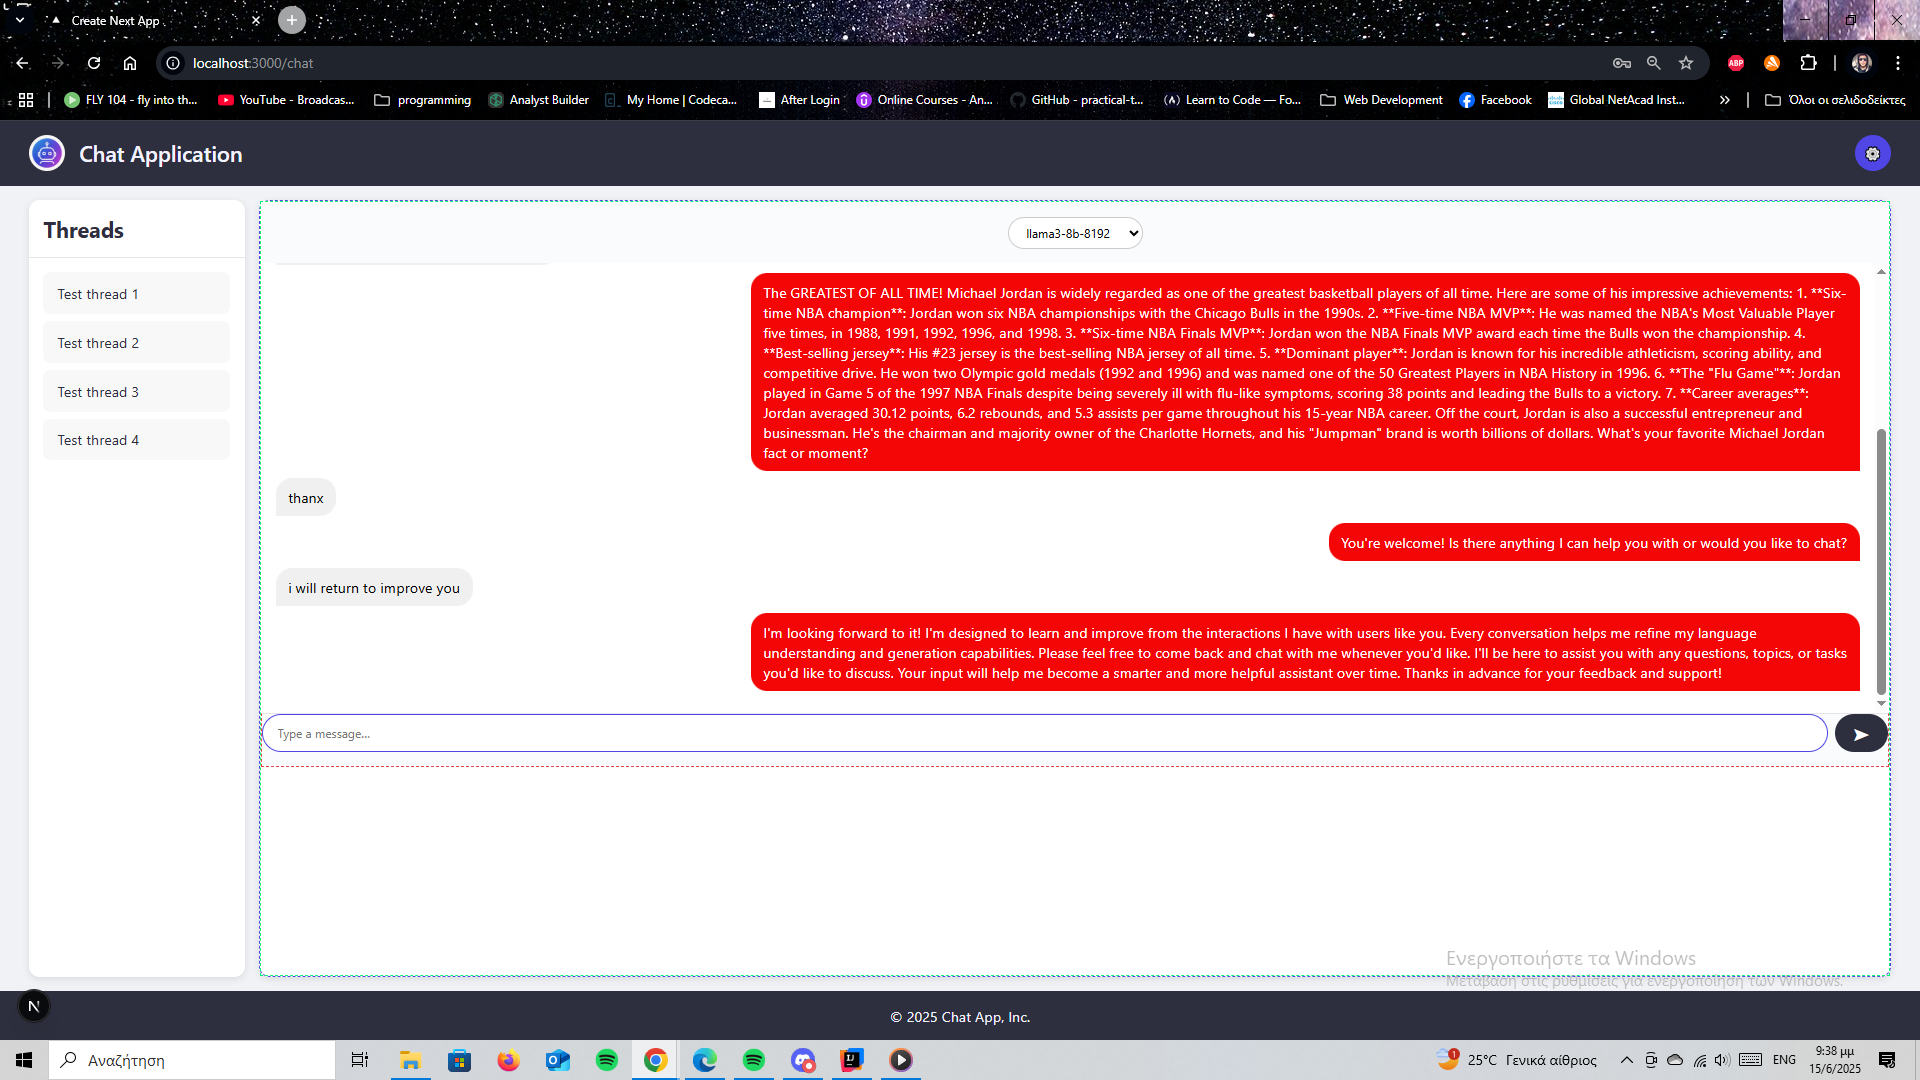 Create Next App
localhost:3000/chat
ABP
FLY 104 - fly into th...
YouTube - Broadcas...
programming
Analyst Builder
My Home | Codeca...
After Login
Online Courses - An...
GitHub - practical-t...
(A) Learn to Code — Fo...
Web Development
Facebook
Global NetAcad Inst...
Όλοι οι σελιδοδείκτες
Chat Application
Threads
Test thread 1
Test thread 2
Test thread 3
Test thread 4
llama3-8b-8192
The GREATEST OF ALL TIME! Michael Jordan is widely regarded as one of the greatest basketball players of all time. Here are some of his impressive achievements: 1. **Six-
time NBA champion**: Jordan won six NBA championships with the Chicago Bulls in the 1990s. 2. **Five-time NBA MVP**: He was named the NBA's Most Valuable Player
five times, in 1988, 1991, 1992, 1996, and 1998. 3. **Six-time NBA Finals MVP**: Jordan won the NBA Finals MVP award each time the Bulls won the championship. 4.
**Best-selling jersey**: His #23 jersey is the best-selling NBA jersey of all time. 5. **Dominant player**: Jordan is known for his incredible athleticism, scoring ability, and
competitive drive. He won two Olympic gold medals (1992 and 1996) and was named one of the 50 Greatest Players in NBA History in 1996. 6. **The "Flu Game"**: Jordan
played in Game 5 of the 1997 NBA Finals despite being severely ill with flu-like symptoms, scoring 38 points and leading the Bulls to a victory. 7. **Career averages**:
Jordan averaged 30.12 points, 6.2 rebounds, and 5.3 assists per game throughout his 15-year NBA career. Off the court, Jordan is also a successful entrepreneur and
businessman. He's the chairman and majority owner of the Charlotte Hornets, and his "Jumpman" brand is worth billions of dollars. What's your favorite Michael Jordan
fact or moment?
thanx
You're welcome! Is there anything I can help you with or would you like to chat?
i will return to improve you
I'm looking forward to it! I'm designed to learn and improve from the interactions I have with users like you. Every conversation helps me refine my language
understanding and generation capabilities. Please feel free to come back and chat with me whenever you'd like. I'll be here to assist you with any questions, topics, or tasks
you'd like to discuss. Your input will help me become a smarter and more helpful assistant over time. Thanks in advance for your feedback and support!
Type a message...
Ενεργοποιήστε τα Windows
Μετάβαση στις ρυθμίσεις για ενεργοποίηση των Windows.
N
© 2025 Chat App, Inc.
Αναζήτηση
1
25°C Γενικά αίθριος
ENG
9:38 μμ
15/6/2025